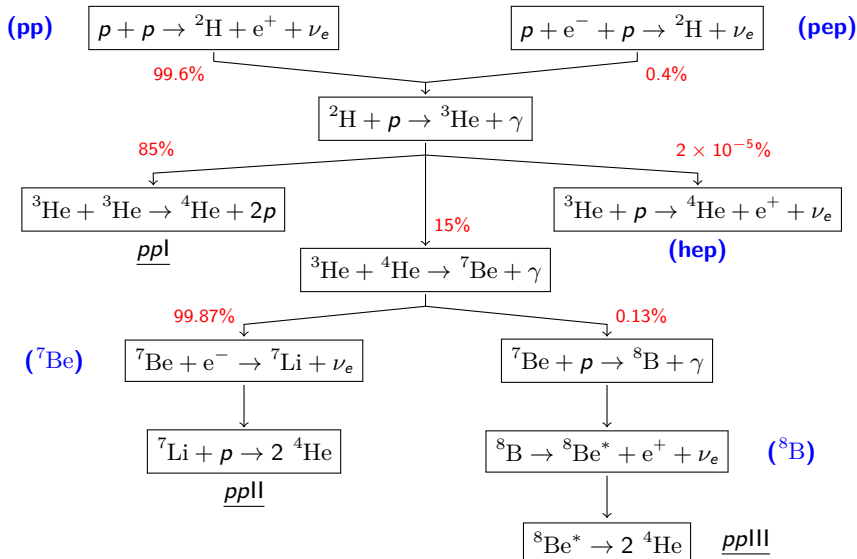 (pp) p + p → ²H + e⁺ + νₑ p + e⁻ + p → ²H + νₑ (pep)
99.6% 0.4%
²H + p → ³He + γ
85% 2 × 10⁻⁵%
³He + ³He → ⁴He + 2p ³He + p → ⁴He + e⁺ + νₑ
ppI 15% (hep)
³He + ⁴He → ⁷Be + γ
99.87% 0.13%
(⁷Be) ⁷Be + e⁻ → ⁷Li + νₑ ⁷Be + p → ⁸B + γ
⁷Li + p → 2 ⁴He ⁸B → ⁸Be* + e⁺ + νₑ (⁸B)
ppII
⁸Be* → 2 ⁴He ppIII